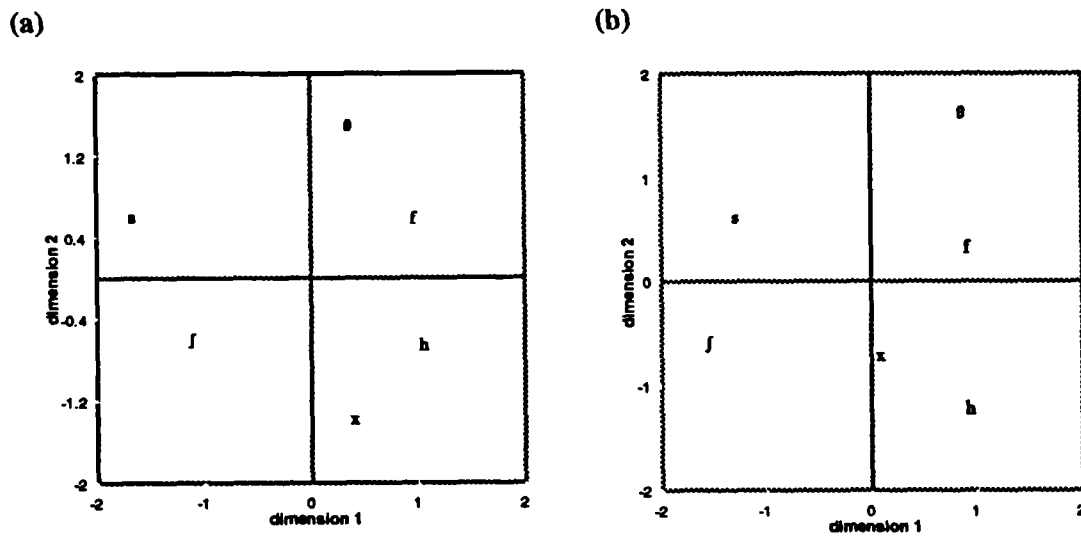 (a)
2
1.2
0.4
-0.4
-1.2
-2
dimension 2
θ
s
f
ʃ
h
x
-2 -1 0 1 2
dimension 1
(b)
2
1
0
-1
-2
dimension 2
θ
s
f
ʃ
x
h
-2 -1 0 1 2
dimension 1